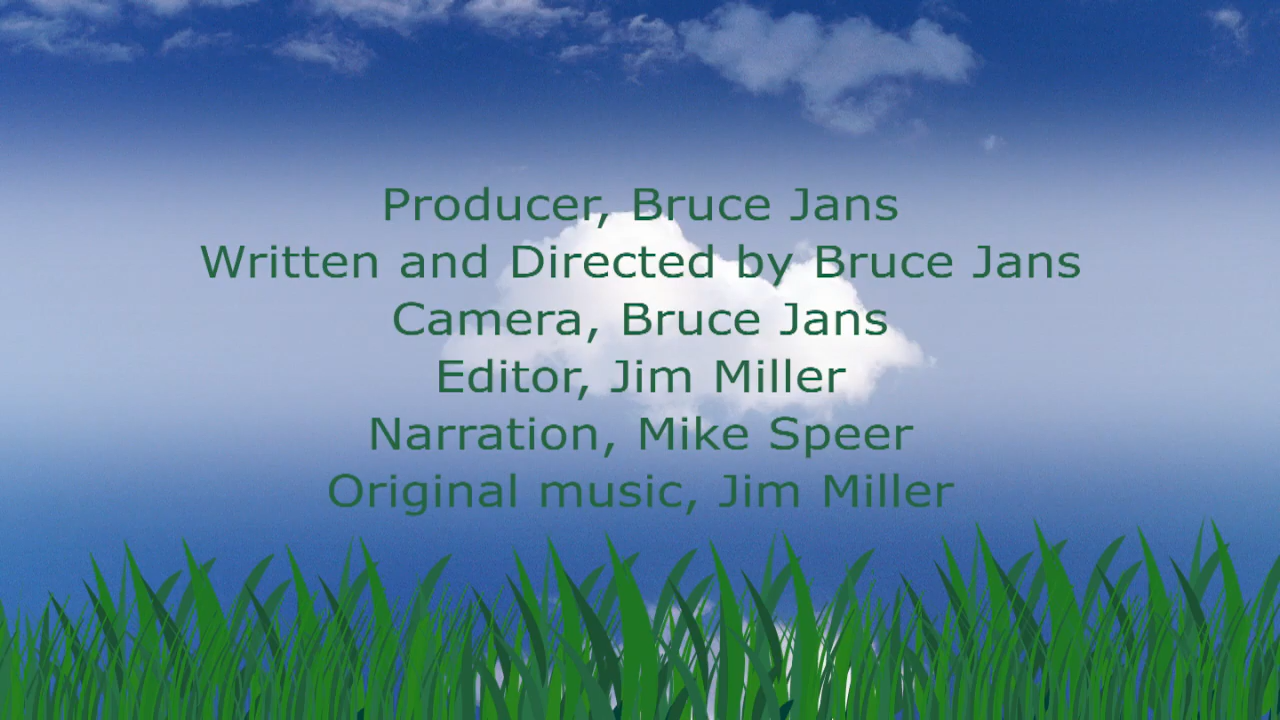 Producer, Bruce Jans
Written and Directed by Bruce Jans
Camera, Bruce Jans
Editor, Jim Miller
Narration, Mike Speer
Original music, Jim Miller